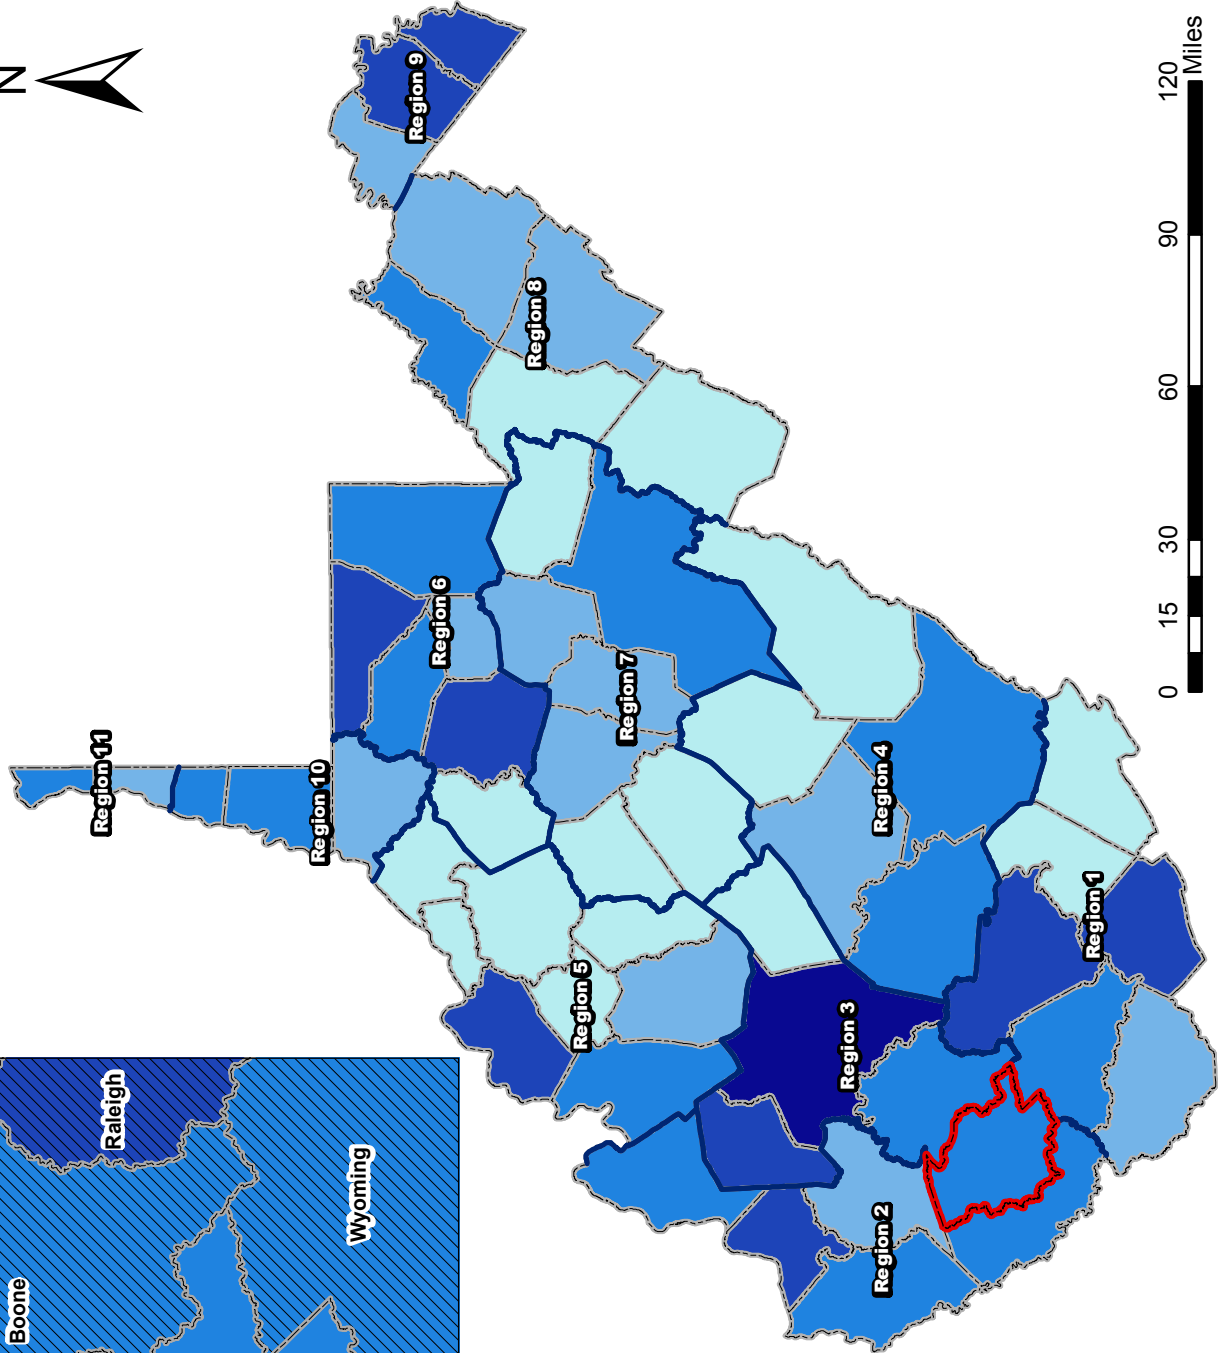 N
Region 11
Region 10
Region 9
Region 6
Region 8
Region 5
Region 7
Region 3
Region 4
Region 2
Region 1
Boone
Raleigh
Wyoming
0 15 30 60 90 120
Miles